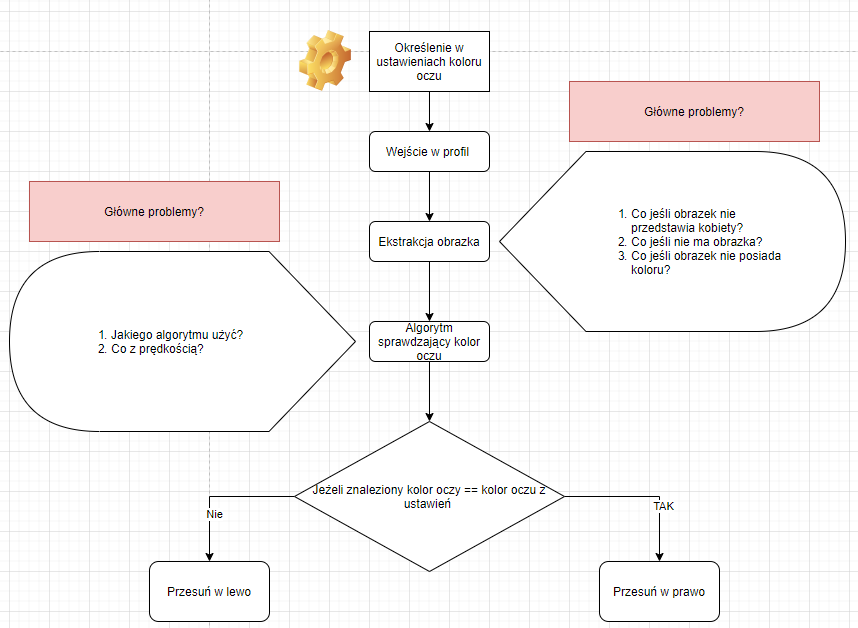 Określenie w
ustawieniach koloru
oczu
Główne problemy?
Wejście w profil
Główne problemy?
Ekstrakcja obrazka
1. Co jeśli obrazek nie
przedstawia kobiety?
2. Co jeśli nie ma obrazka?
3. Co jeśli obrazek nie posiada
koloru?
1. Jakiego algorytmu użyć?
2. Co z prędkością?
Algorytm
sprawdzający kolor
oczu
Jeżeli znaleziony kolor oczy == kolor oczu z
ustawień
Nie
TAK
Przesuń w lewo
Przesuń w prawo